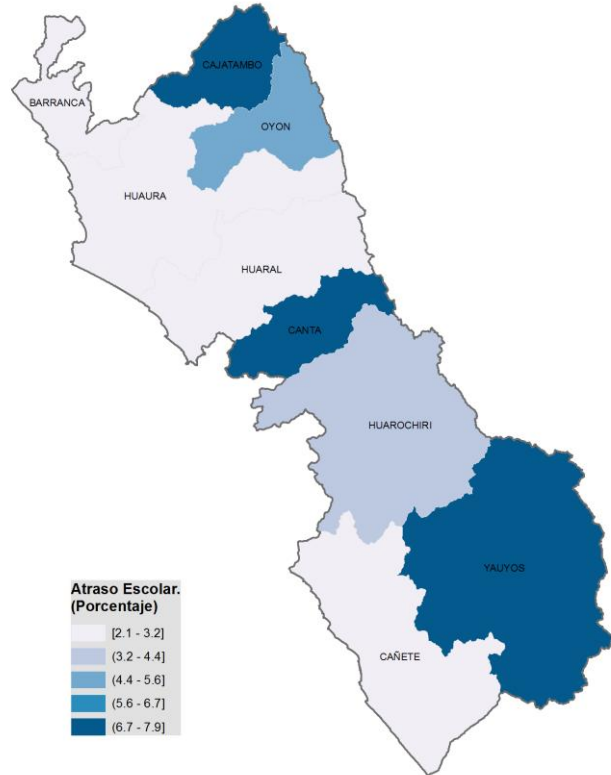 CAJATAMBO
BARRANCA
OYON
HUAURA
HUARAL
CANTA
HUAROCHIRI
YAUYOS
CAÑETE
Atraso Escolar.
(Porcentaje)
[2.1 - 3.2]
(3.2 - 4.4]
(4.4 - 5.6]
(5.6 - 6.7]
(6.7 - 7.9]